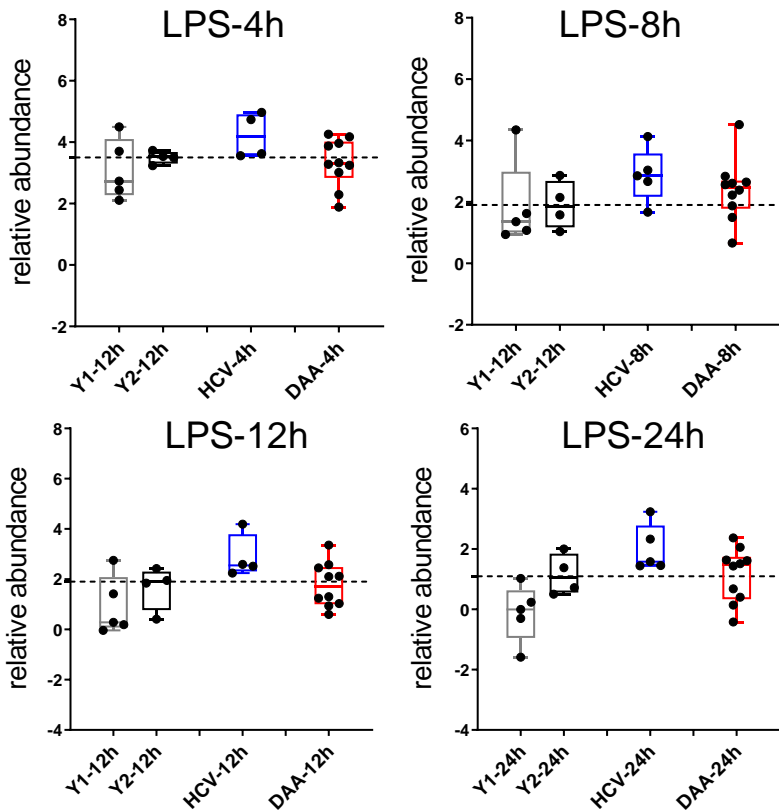 LPS-4h
relative abundance
8
6
4
2
0
-2
Y1-12h
Y2-12h
HCV-4h
DAA-4h
LPS-8h
relative abundance
8
6
4
2
0
-2
Y1-12h
Y2-12h
HCV-8h
DAA-8h
LPS-12h
relative abundance
8
6
4
2
0
-2
-4
Y1-12h
Y2-12h
HCV-12h
DAA-12h
LPS-24h
relative abundance
6
4
2
0
-2
-4
Y1-24h
Y2-24h
HCV-24h
DAA-24h